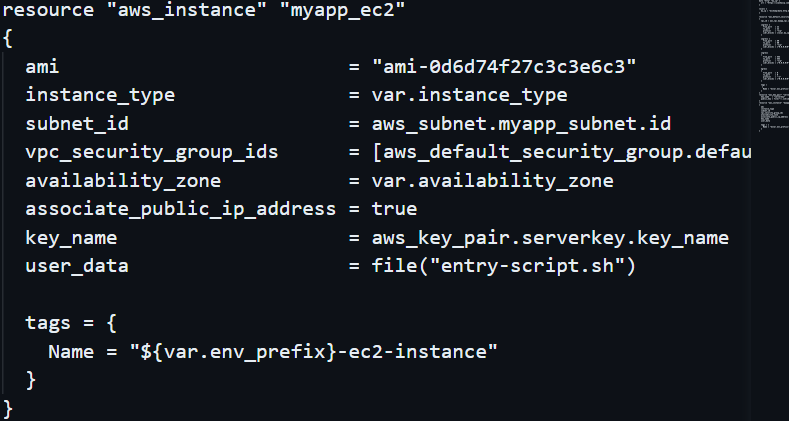 resource "aws_instance" "myapp_ec2"
{
  ami                         = "ami-0d6d74f27c3c3e6c3"
  instance_type               = var.instance_type
  subnet_id                   = aws_subnet.myapp_subnet.id
  vpc_security_group_ids      = [aws_default_security_group.defau
  availability_zone           = var.availability_zone
  associate_public_ip_address = true
  key_name                    = aws_key_pair.serverkey.key_name
  user_data                   = file("entry-script.sh")

  tags = {
    Name = "${var.env_prefix}-ec2-instance"
  }
}